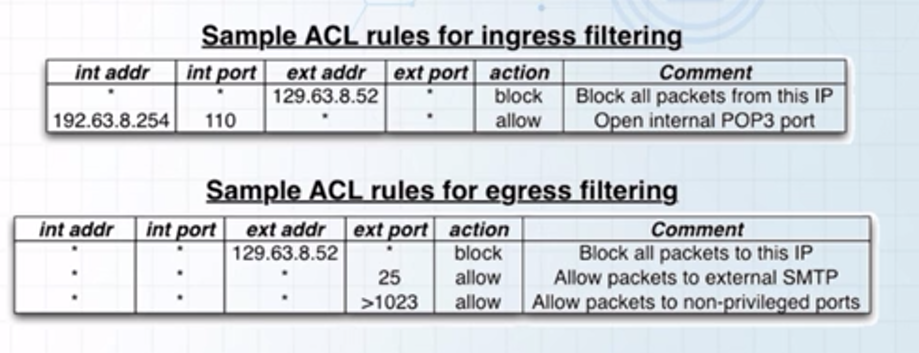 Sample ACL rules for ingress filtering
int addr int port ext addr ext port action Comment
* * 129.63.8.52 * block Block all packets from this IP
192.63.8.254 110 * * allow Open internal POP3 port
Sample ACL rules for egress filtering
int addr int port ext addr ext port action Comment
* * 129.63.8.52 * block Block all packets to this IP
* * * 25 allow Allow packets to external SMTP
* * * >1023 allow Allow packets to non-privileged ports